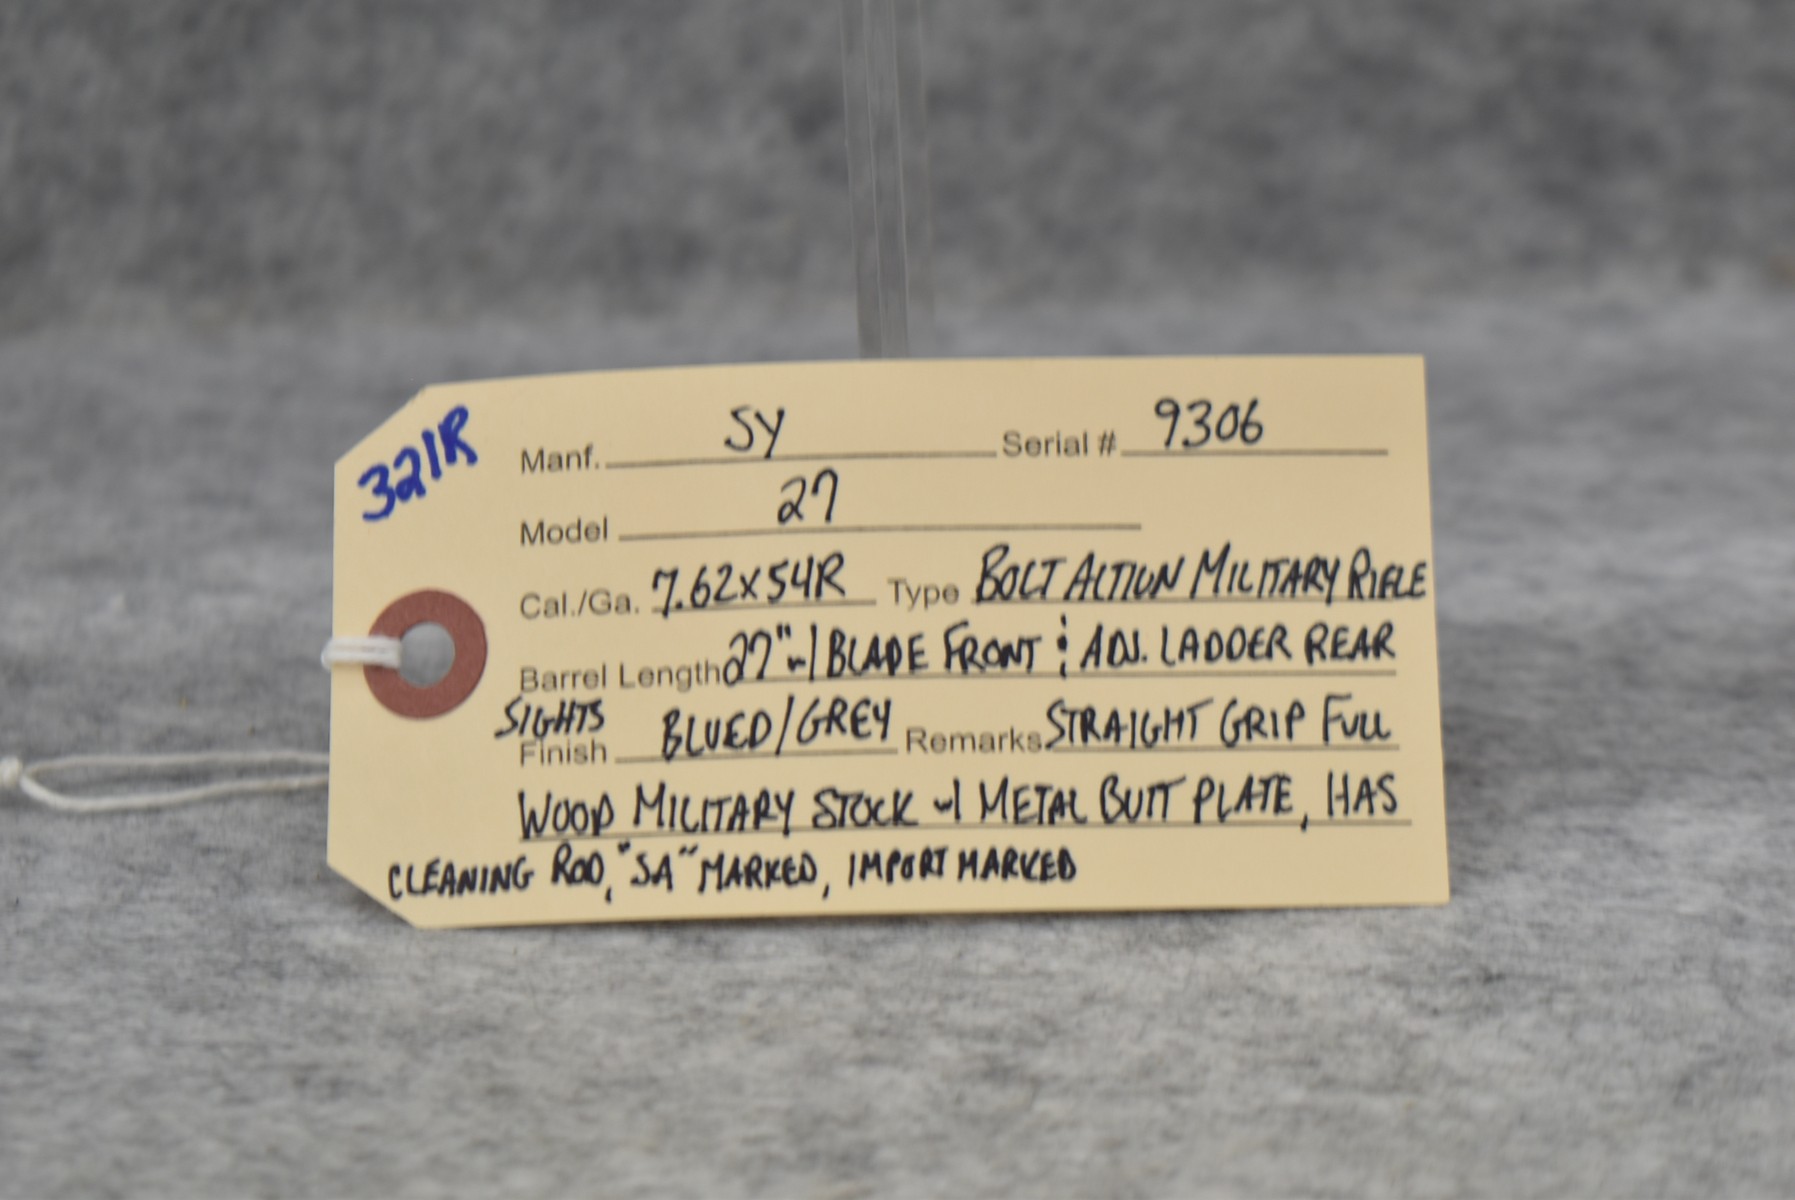 321R
Manf. SY Serial # 9306
Model 27
Cal./Ga. 7.62x54R Type BOLT ACTION MILITARY RIFLE
Barrel Length 27" w/ BLADE FRONT & ADJ. LADDER REAR
SIGHTS
Finish BLUED/GREY Remarks STRAIGHT GRIP FULL
WOOD MILITARY STOCK w/ METAL BUTT PLATE, HAS
CLEANING ROD, "SA" MARKED, IMPORT MARKED